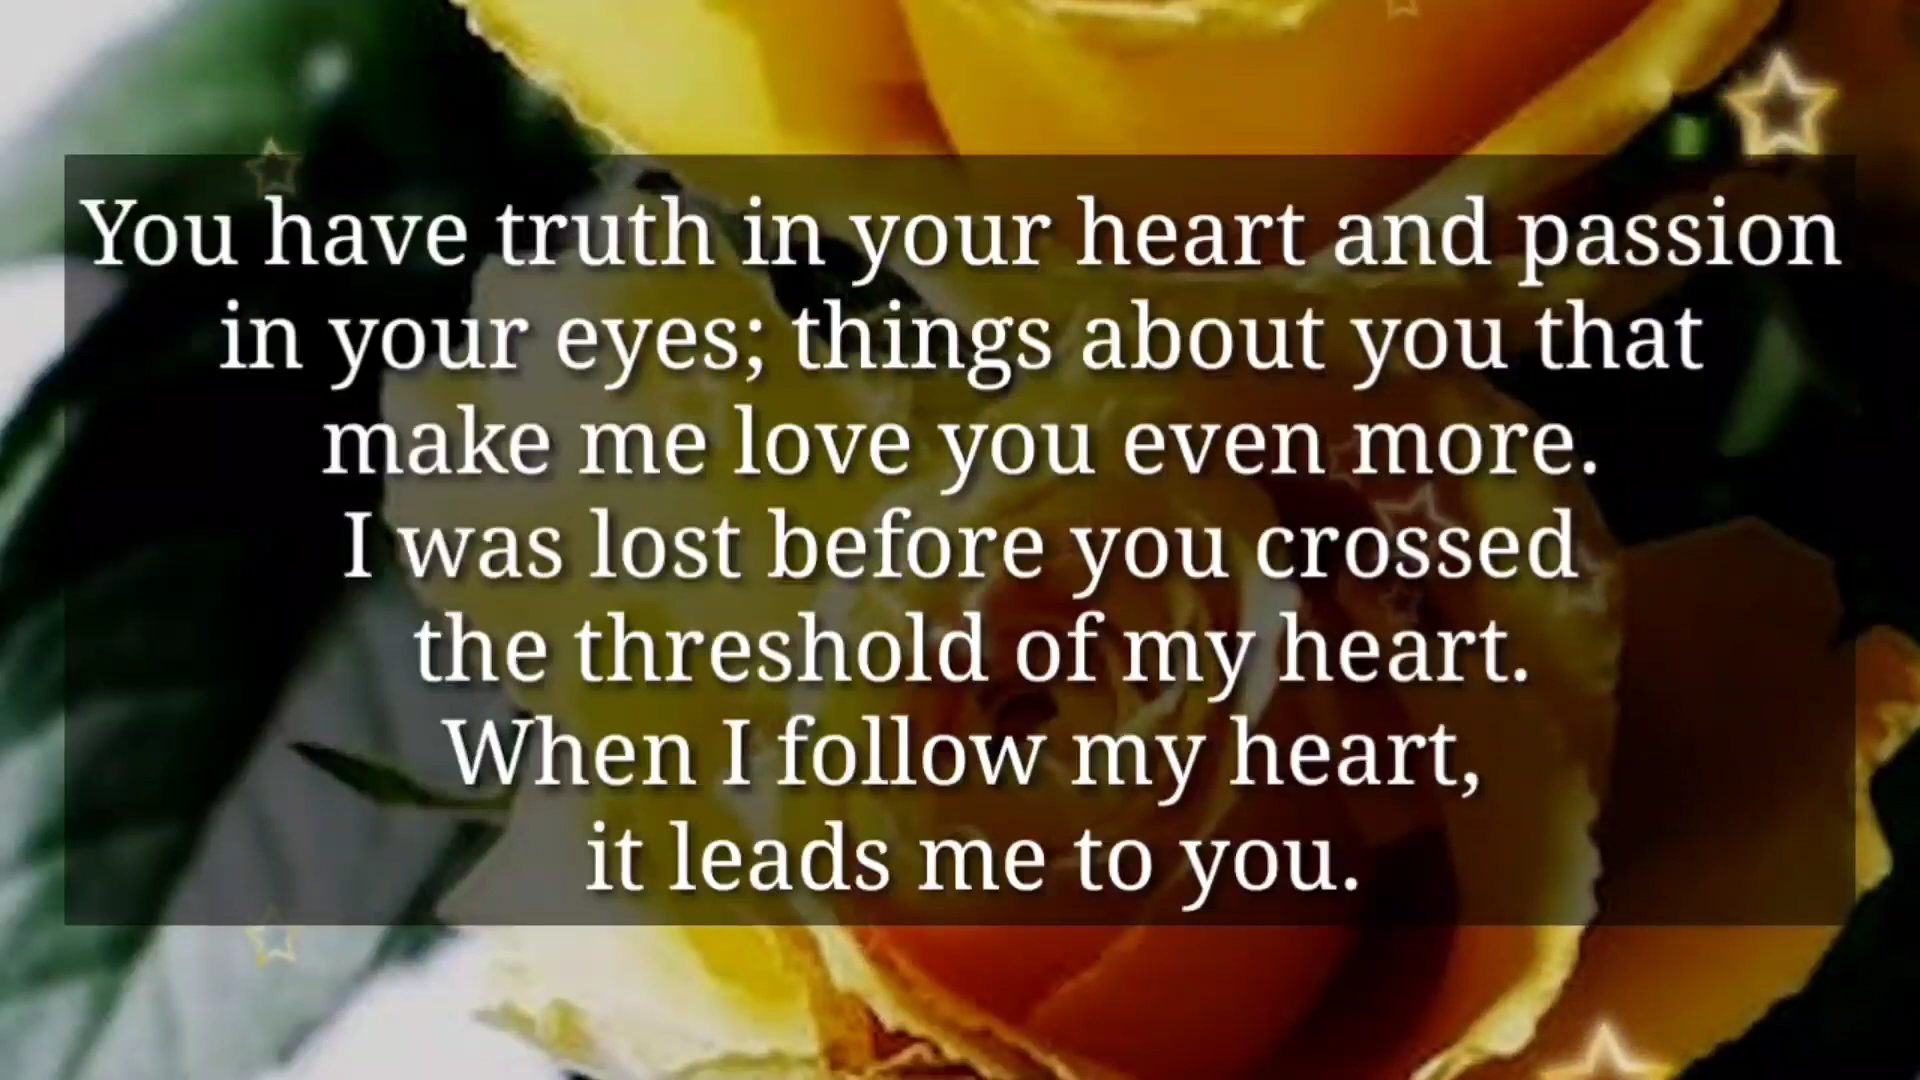 You have truth in your heart and passion
in your eyes; things about you that
make me love you even more.
I was lost before you crossed
the threshold of my heart.
When I follow my heart,
it leads me to you.